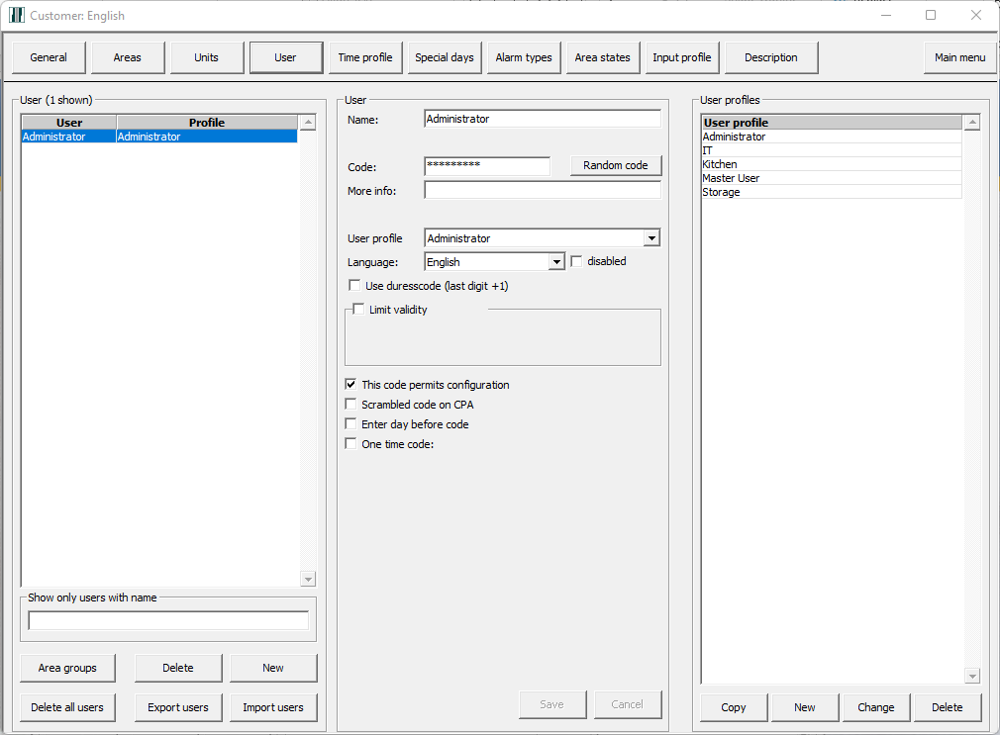 Customer: English
General Areas Units User Time profile Special days Alarm types Area states Input profile Description Main menu
User (1 shown)
User Profile
Administrator Administrator
Show only users with name
Area groups Delete New
Delete all users Export users Import users
User
Name: Administrator
Code: ********* Random code
More info:
User profile Administrator
Language: English disabled
Use duresscode (last digit +1)
Limit validity
This code permits configuration
Scrambled code on CPA
Enter day before code
One time code:
Save Cancel
User profiles
User profile
Administrator
IT
Kitchen
Master User
Storage
Copy New Change Delete